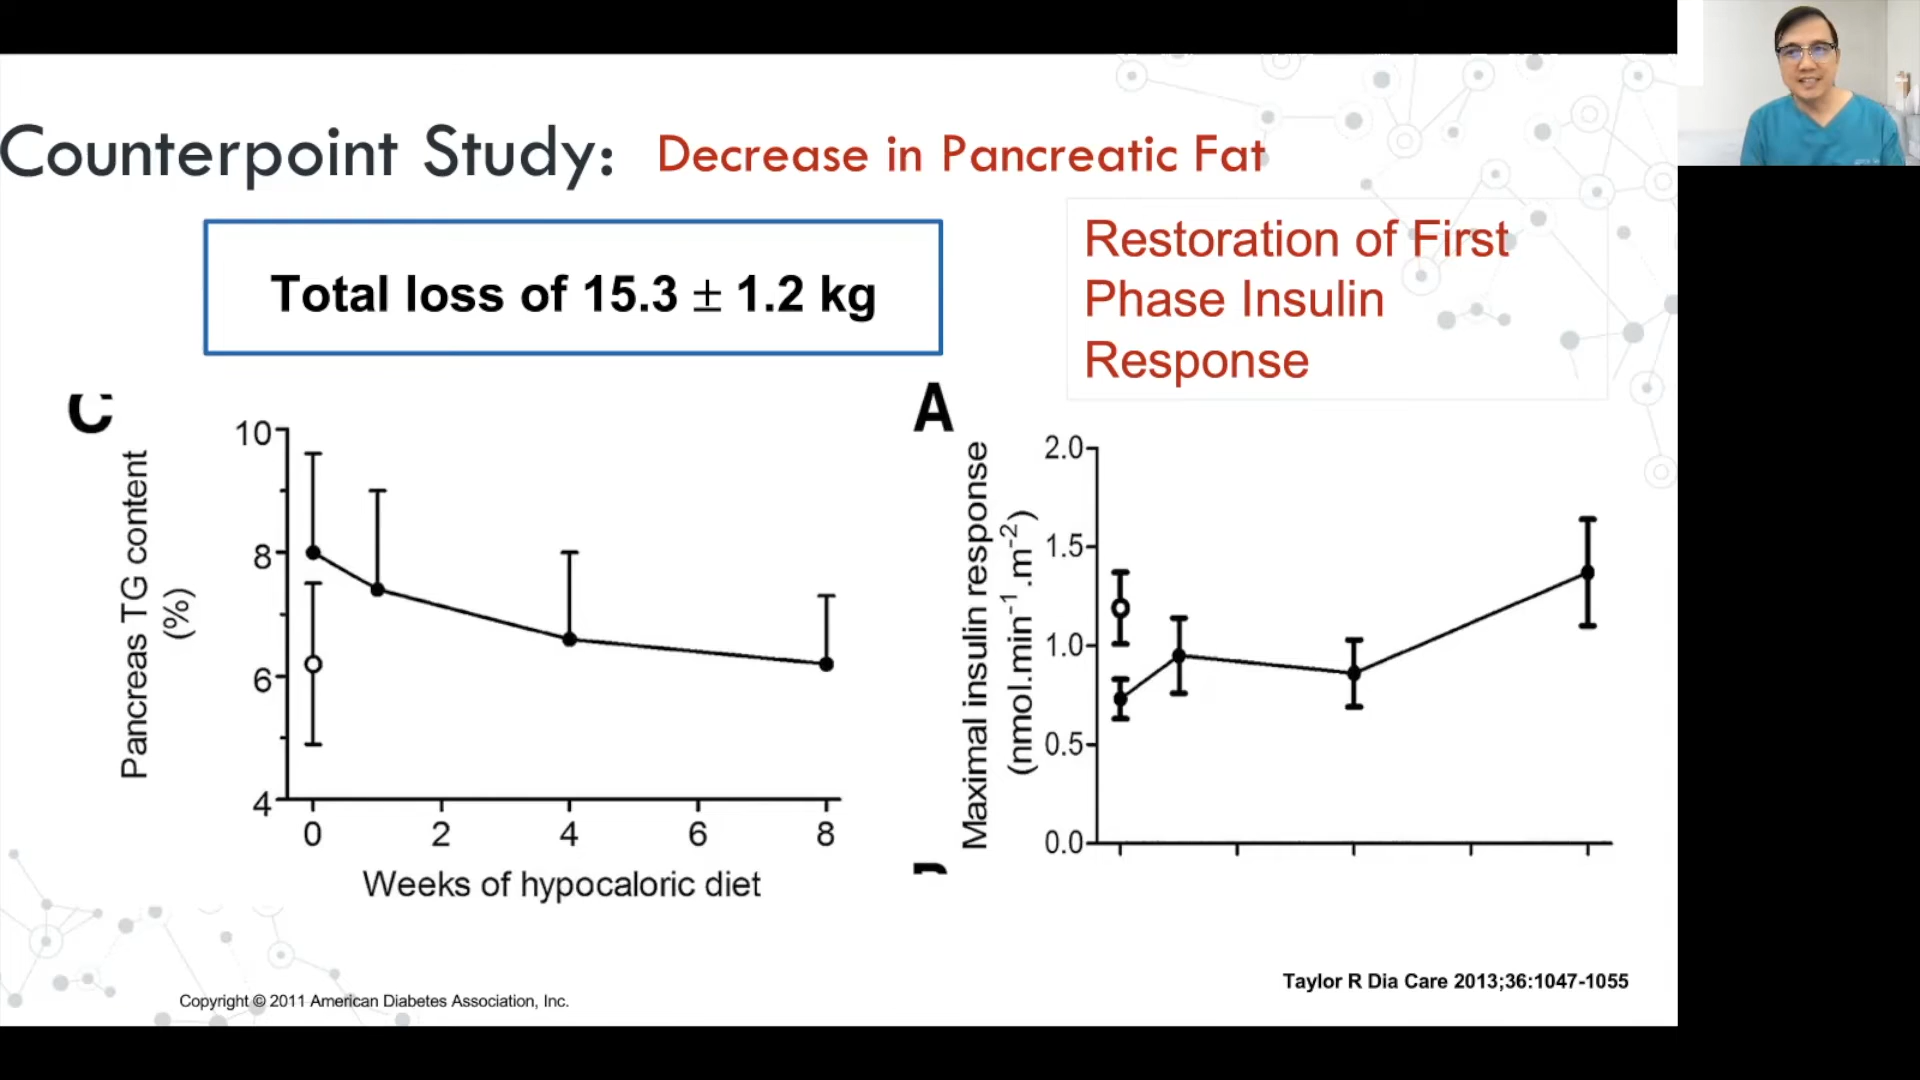 Counterpoint Study: Decrease in Pancreatic Fat
Total loss of 15.3 ± 1.2 kg
Restoration of First
Phase Insulin
Response
C
Pancreas TG content
(%)
10
8
6
4
0 2 4 6 8
Weeks of hypocaloric diet
A
Maximal insulin response
(nmol.min⁻¹.m⁻²)
2.0
1.5
1.0
0.5
0.0
Taylor R Dia Care 2013;36:1047-1055
Copyright © 2011 American Diabetes Association, Inc.